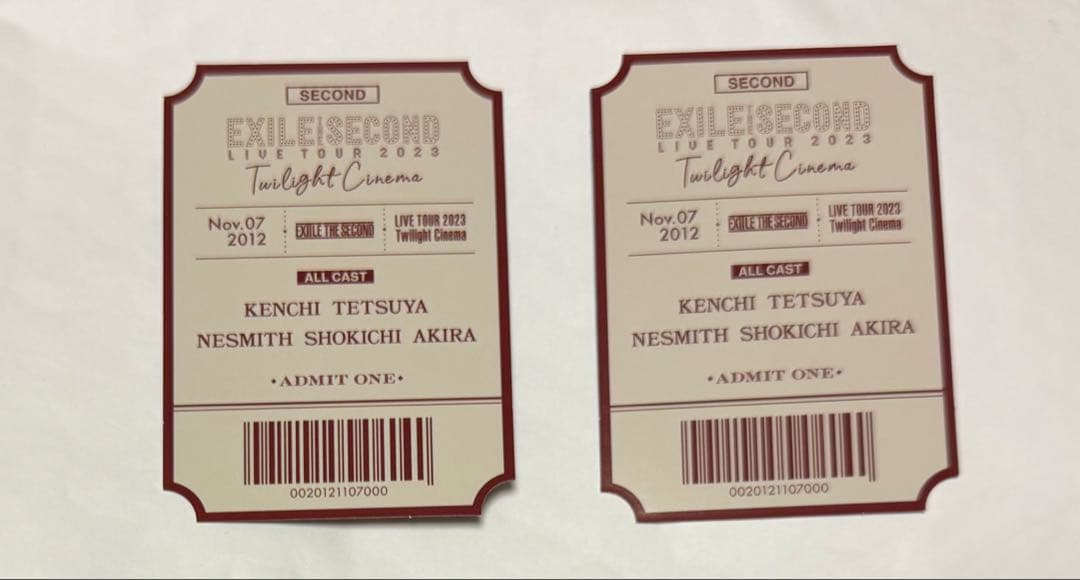 SECOND
EXILE THE SECOND
LIVE TOUR 2023
Twilight Cinema
Nov.07
2012
EXIILE THE SECOND
LIVE TOUR 2023
Twilight Cinema
ALL CAST
KENCHI TETSUYA
NESMITH SHOKICHI AKIRA
•ADMIT ONE•
0020121107000
SECOND
EXILE THE SECOND
LIVE TOUR 2023
Twilight Cinema
Nov.07
2012
EXIILE THE SECOND
LIVE TOUR 2023
Twilight Cinema
ALL CAST
KENCHI TETSUYA
NESMITH SHOKICHI AKIRA
•ADMIT ONE•
0020121107000